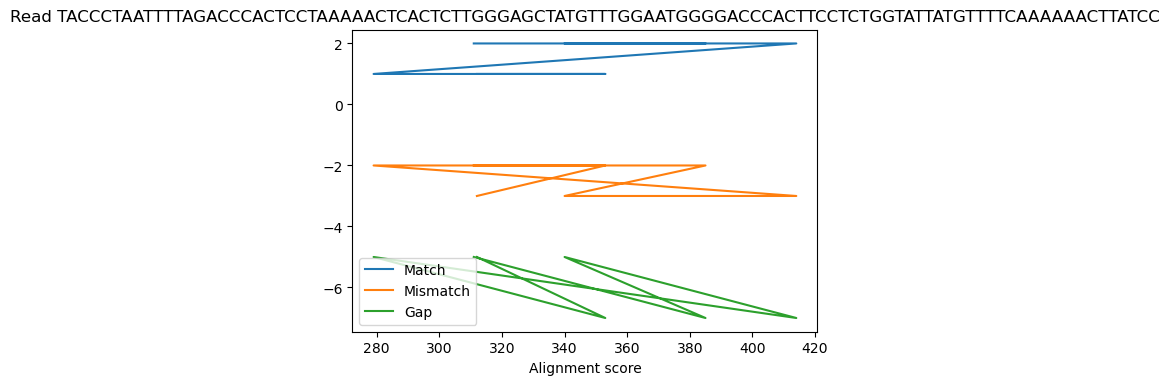 Read TACCCTAATTTTAGACCCACTCCTAAAAACTCACTCTTGGGAGCTATGTTTGGAATGGGGACCCACTTCCTCTGGTATTATGTTTTCAAAAAACTTATCC
2
0
−2
−4
−6
Match
Mismatch
Gap
280 300 320 340 360 380 400 420
Alignment score